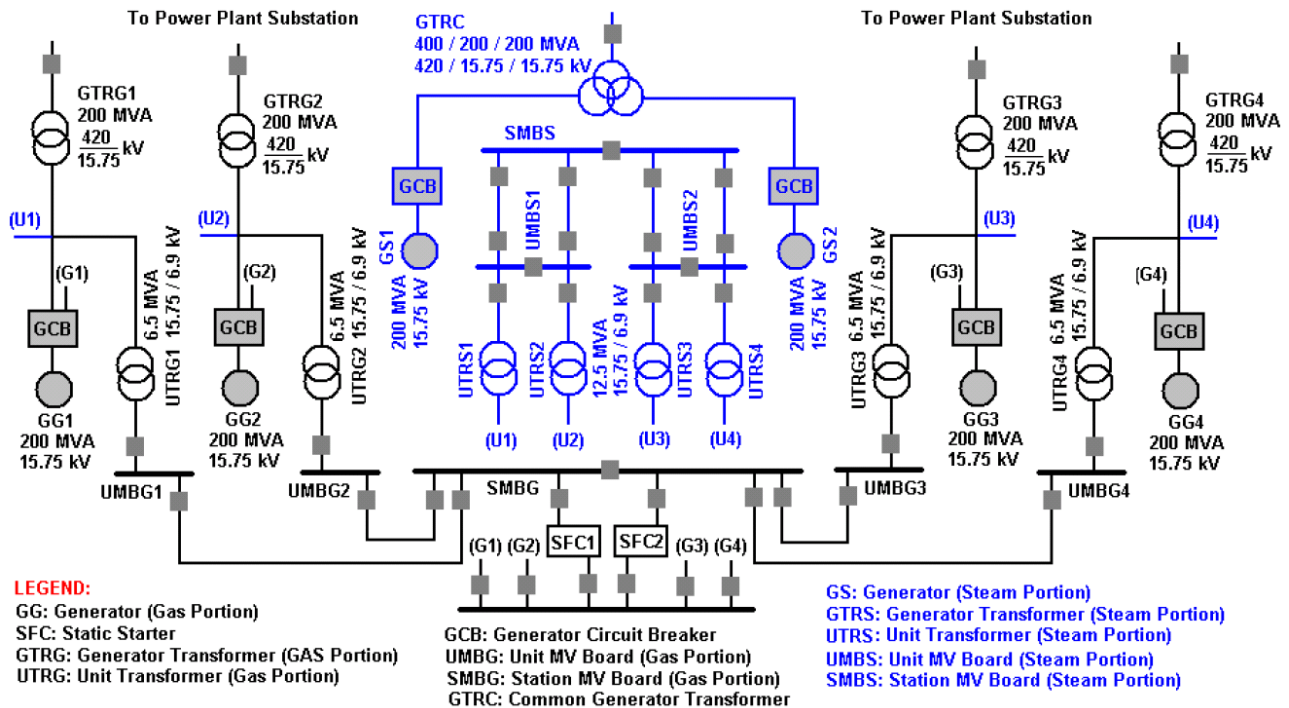 To Power Plant Substation
To Power Plant Substation
GTRC
400 / 200 / 200 MVA
420 / 15.75 / 15.75 kV
GTRG1
200 MVA
420
15.75 kV
GTRG2
200 MVA
420
15.75 kV
GTRG3
200 MVA
420
15.75 kV
GTRG4
200 MVA
420
15.75 kV
SMBS
GCB
GCB
UMBS1
UMBS2
GS1
200 MVA
15.75 kV
GS2
200 MVA
15.75 kV
(U1)
(U2)
(U3)
(U4)
(G1)
(G2)
(G3)
(G4)
GCB
GCB
GCB
GCB
UTRG1
6.5 MVA
15.75 / 6.9 kV
UTRG2
6.5 MVA
15.75 / 6.9 kV
UTRS1
UTRS2
12.5 MVA
15.75 / 6.9 kV
UTRS3
UTRS4
UTRG3
6.5 MVA
15.75 / 6.9 kV
UTRG4
6.5 MVA
15.75 / 6.9 kV
GG1
200 MVA
15.75 kV
GG2
200 MVA
15.75 kV
GG3
200 MVA
15.75 kV
GG4
200 MVA
15.75 kV
(U1)
(U2)
(U3)
(U4)
UMBG1
UMBG2
SMBG
UMBG3
UMBG4
(G1)
(G2)
SFC1
SFC2
(G3)
(G4)
LEGEND:
GG: Generator (Gas Portion)
SFC: Static Starter
GTRG: Generator Transformer (GAS Portion)
UTRG: Unit Transformer (Gas Portion)
GCB: Generator Circuit Breaker
UMBG: Unit MV Board (Gas Portion)
SMBG: Station MV Board (Gas Portion)
GTRC: Common Generator Transformer
GS: Generator (Steam Portion)
GTRS: Generator Transformer (Steam Portion)
UTRS: Unit Transformer (Steam Portion)
UMBS: Unit MV Board (Steam Portion)
SMBS: Station MV Board (Steam Portion)